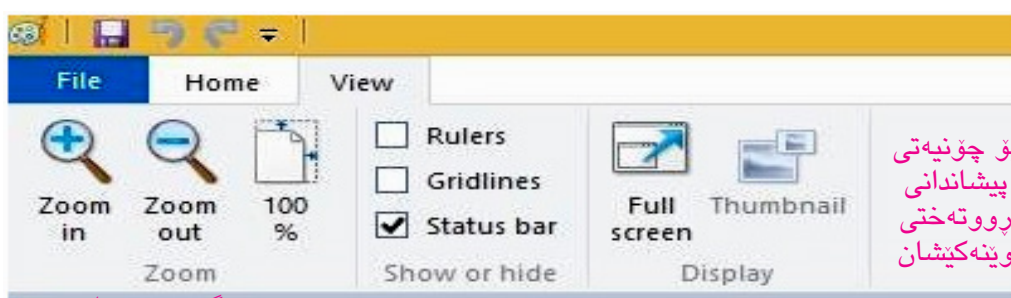 File Home View
Rulers
Gridlines
Status bar
Zoom in
Zoom out
100 %
Full screen
Thumbnail
Zoom
Show or hide
Display
چۆنیەتی
پیشاندانی
ڕووتەختی
وێنەکێشان